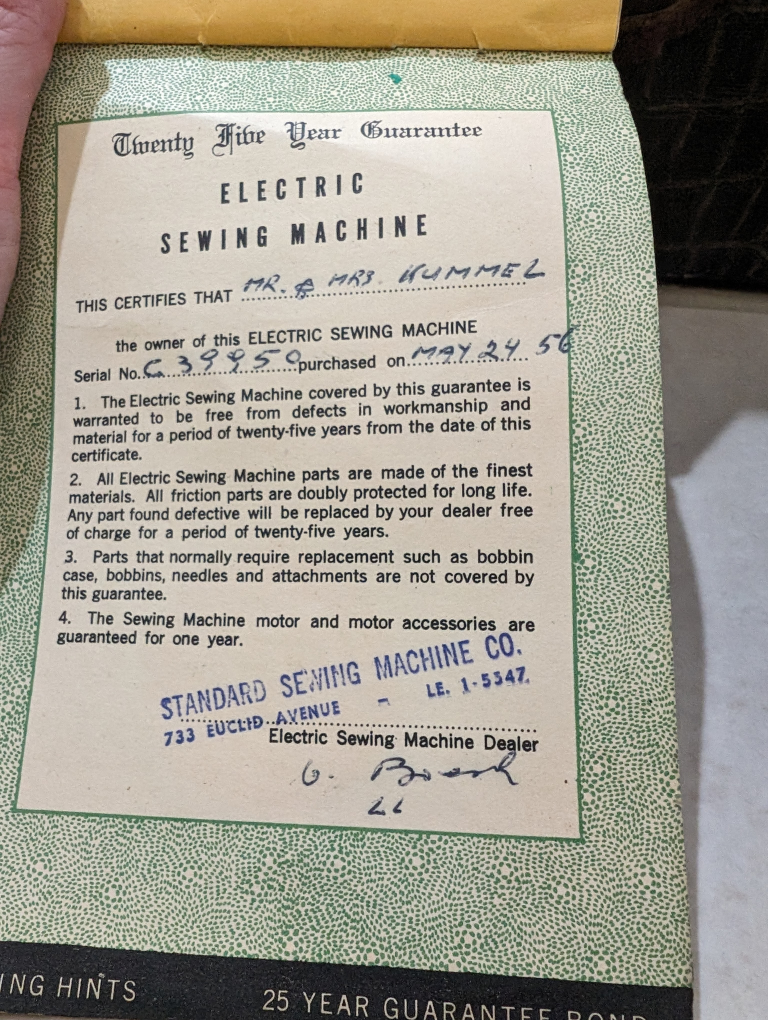 Twenty Five Year Guarantee
ELECTRIC
SEWING MACHINE
THIS CERTIFIES THAT MR. & MRS. KUMMEL
the owner of this ELECTRIC SEWING MACHINE
Serial No. C 39950 purchased on MAY 24 56
1. The Electric Sewing Machine covered by this guarantee is
warranted to be free from defects in workmanship and
material for a period of twenty-five years from the date of this
certificate.
2. All Electric Sewing Machine parts are made of the finest
materials. All friction parts are doubly protected for long life.
Any part found defective will be replaced by your dealer free
of charge for a period of twenty-five years.
3. Parts that normally require replacement such as bobbin
case, bobbins, needles and attachments are not covered by
this guarantee.
4. The Sewing Machine motor and motor accessories are
guaranteed for one year.
STANDARD SEWING MACHINE CO.
733 EUCLID AVENUE - LE. 1-5347.
Electric Sewing Machine Dealer
ING HINTS
25 YEAR GUARANTEE BOND